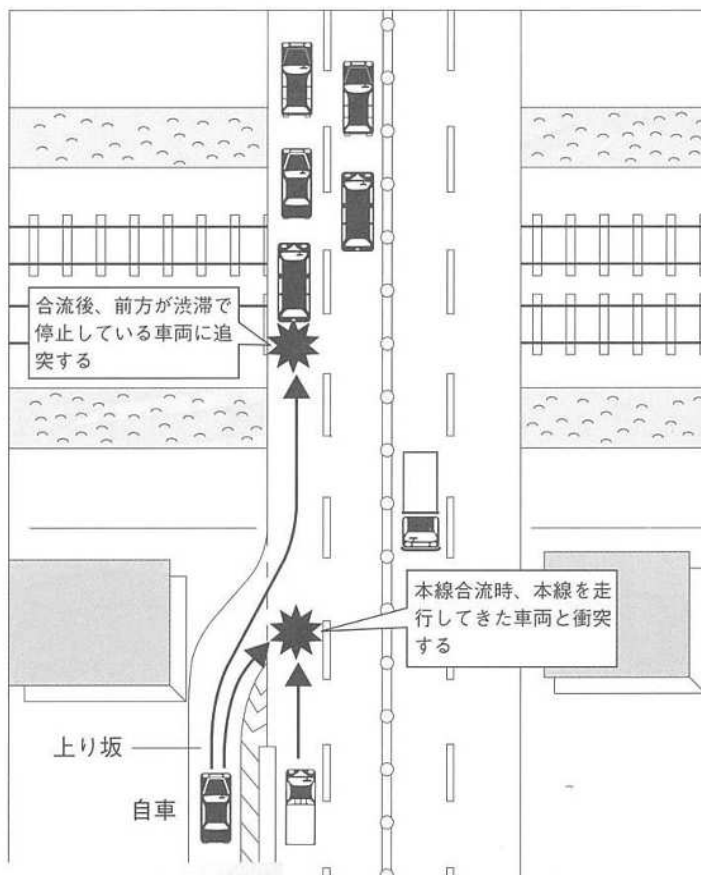 合流後、前方が渋滞で
停止している車両に追
突する
本線合流時、本線を走
行してきた車両と衝突
する
上り坂
自車